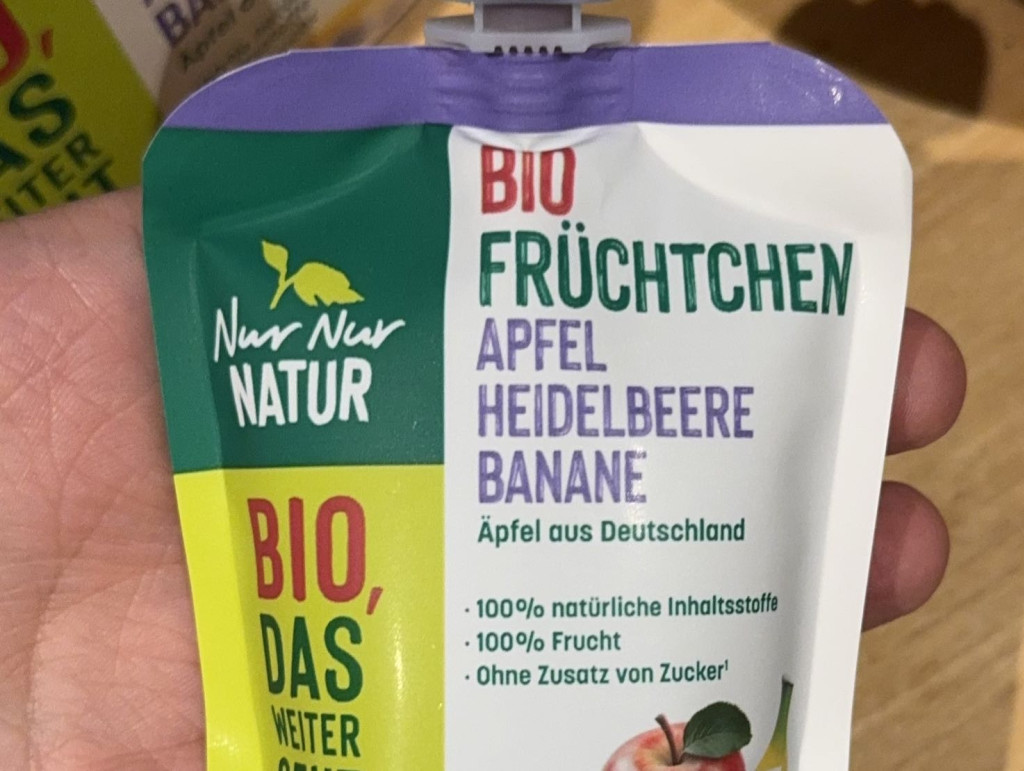 Nur Nur
NATUR
BIO,
DAS
WEITER
BIO
FRÜCHTCHEN
APFEL
HEIDELBEERE
BANANE
Äpfel aus Deutschland
· 100% natürliche Inhaltsstoffe
· 100% Frucht
· Ohne Zusatz von Zucker¹